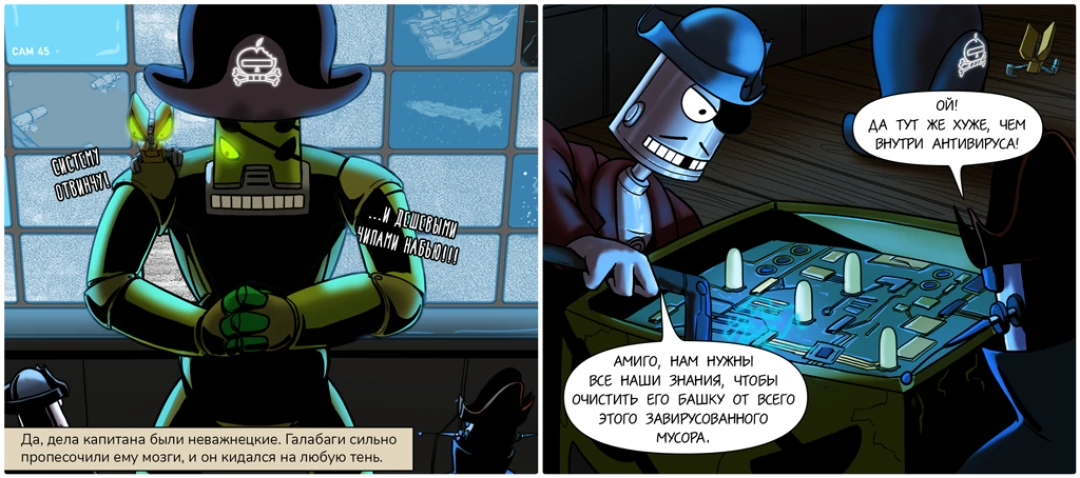 CAM 45
СИСТЕМУ
ОТВИНЧУ!
...И ДЕШЕВЫМИ
ЧИПАМИ НАБЬЮ!!!
Да, дела капитана были неважнецкие. Галабаги сильно
пропесочили ему мозги, и он кидался на любую тень.
ОЙ!
ДА ТУТ ЖЕ ХУЖЕ, ЧЕМ
ВНУТРИ АНТИВИРУСА!
АМИГО, НАМ НУЖНЫ
ВСЕ НАШИ ЗНАНИЯ, ЧТОБЫ
ОЧИСТИТЬ ЕГО БАШКУ ОТ ВСЕГО
ЭТОГО ЗАВИРУСОВАННОГО
МУСОРА.